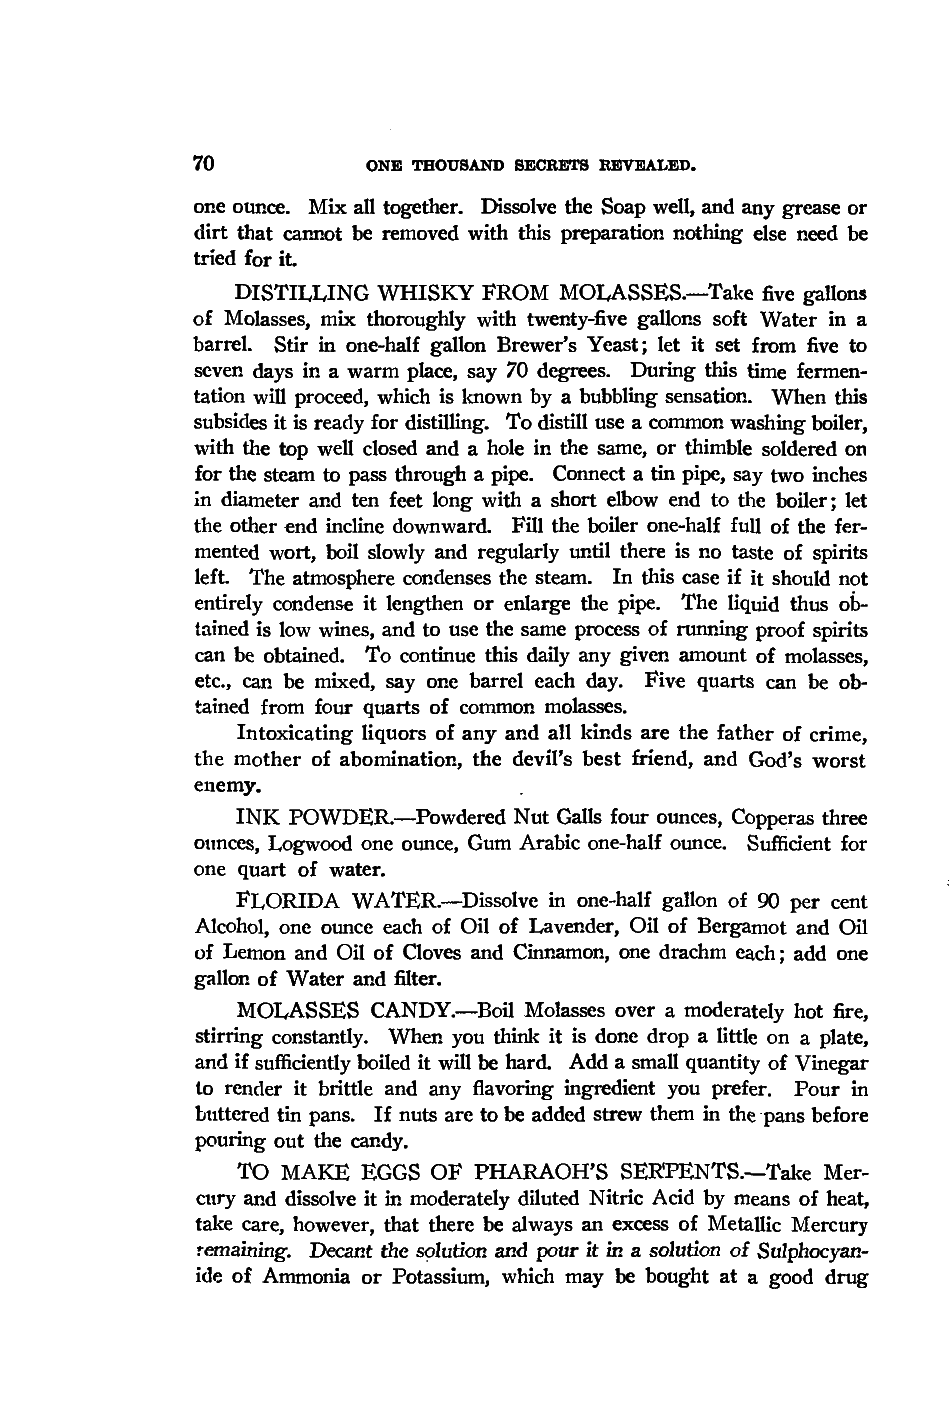 70 ONE THOUSAND SECRETS REVEALED.
one ounce. Mix all together. Dissolve the Soap well, and any grease or
dirt that cannot be removed with this preparation nothing else need be
tried for it.
DISTILLING WHISKY FROM MOLASSES.—Take five gallons
of Molasses, mix thoroughly with twenty-five gallons soft Water in a
barrel. Stir in one-half gallon Brewer's Yeast; let it set from five to
seven days in a warm place, say 70 degrees. During this time fermen-
tation will proceed, which is known by a bubbling sensation. When this
subsides it is ready for distilling. To distill use a common washing boiler,
with the top well closed and a hole in the same, or thimble soldered on
for the steam to pass through a pipe. Connect a tin pipe, say two inches
in diameter and ten feet long with a short elbow end to the boiler; let
the other end incline downward. Fill the boiler one-half full of the fer-
mented wort, boil slowly and regularly until there is no taste of spirits
left. The atmosphere condenses the steam. In this case if it should not
entirely condense it lengthen or enlarge the pipe. The liquid thus ob-
tained is low wines, and to use the same process of running proof spirits
can be obtained. To continue this daily any given amount of molasses,
etc., can be mixed, say one barrel each day. Five quarts can be ob-
tained from four quarts of common molasses.
Intoxicating liquors of any and all kinds are the father of crime,
the mother of abomination, the devil's best friend, and God's worst
enemy.
INK POWDER.—Powdered Nut Galls four ounces, Copperas three
ounces, Logwood one ounce, Gum Arabic one-half ounce. Sufficient for
one quart of water.
FLORIDA WATER.—Dissolve in one-half gallon of 90 per cent
Alcohol, one ounce each of Oil of Lavender, Oil of Bergamot and Oil
of Lemon and Oil of Cloves and Cinnamon, one drachm each; add one
gallon of Water and filter.
MOLASSES CANDY.—Boil Molasses over a moderately hot fire,
stirring constantly. When you think it is done drop a little on a plate,
and if sufficiently boiled it will be hard. Add a small quantity of Vinegar
to render it brittle and any flavoring ingredient you prefer. Pour in
buttered tin pans. If nuts are to be added strew them in the pans before
pouring out the candy.
TO MAKE EGGS OF PHARAOH'S SERPENTS.—Take Mer-
cury and dissolve it in moderately diluted Nitric Acid by means of heat,
take care, however, that there be always an excess of Metallic Mercury
remaining. Decant the solution and pour it in a solution of Sulphocyan-
ide of Ammonia or Potassium, which may be bought at a good drug